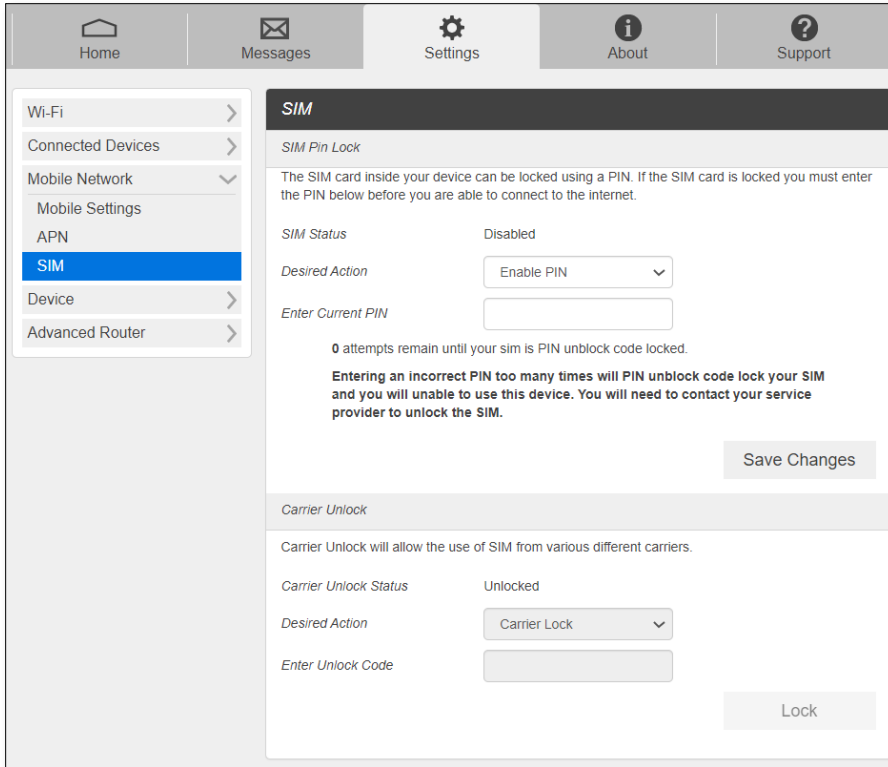 Home
Messages
Settings
About
Support
Wi-Fi
Connected Devices
Mobile Network
Mobile Settings
APN
SIM
Device
Advanced Router
SIM
SIM Pin Lock
The SIM card inside your device can be locked using a PIN. If the SIM card is locked you must enter
the PIN below before you are able to connect to the internet.
SIM Status Disabled
Desired Action Enable PIN
Enter Current PIN
0 attempts remain until your sim is PIN unblock code locked.
Entering an incorrect PIN too many times will PIN unblock code lock your SIM
and you will unable to use this device. You will need to contact your service
provider to unlock the SIM.
Save Changes
Carrier Unlock
Carrier Unlock will allow the use of SIM from various different carriers.
Carrier Unlock Status Unlocked
Desired Action Carrier Lock
Enter Unlock Code
Lock